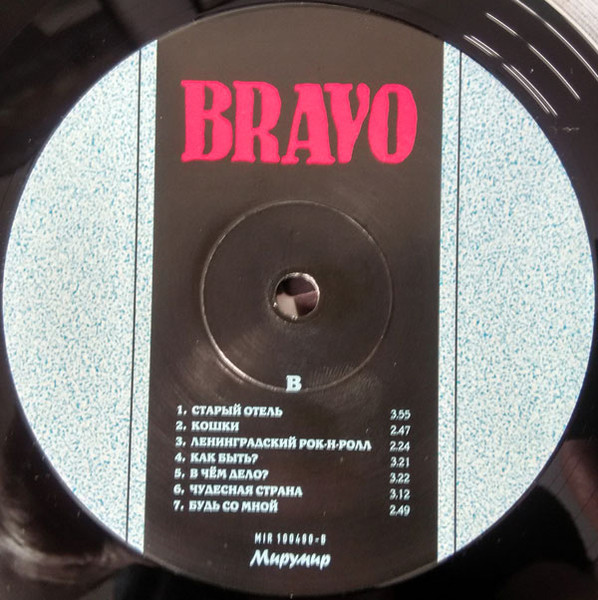 BRAVO
B
1. СТАРЫЙ ОТЕЛЬ 3.55
2. КОШКИ 2.47
3. ЛЕНИНГРАДСКИЙ РОК-Н-РОЛЛ 2.24
4. КАК БЫТЬ? 3.21
5. В ЧЁМ ДЕЛО? 3.22
6. ЧУДЕСНАЯ СТРАНА 3.12
7. БУДЬ СО МНОЙ 2.49
MIR 100400-B
Мирумир